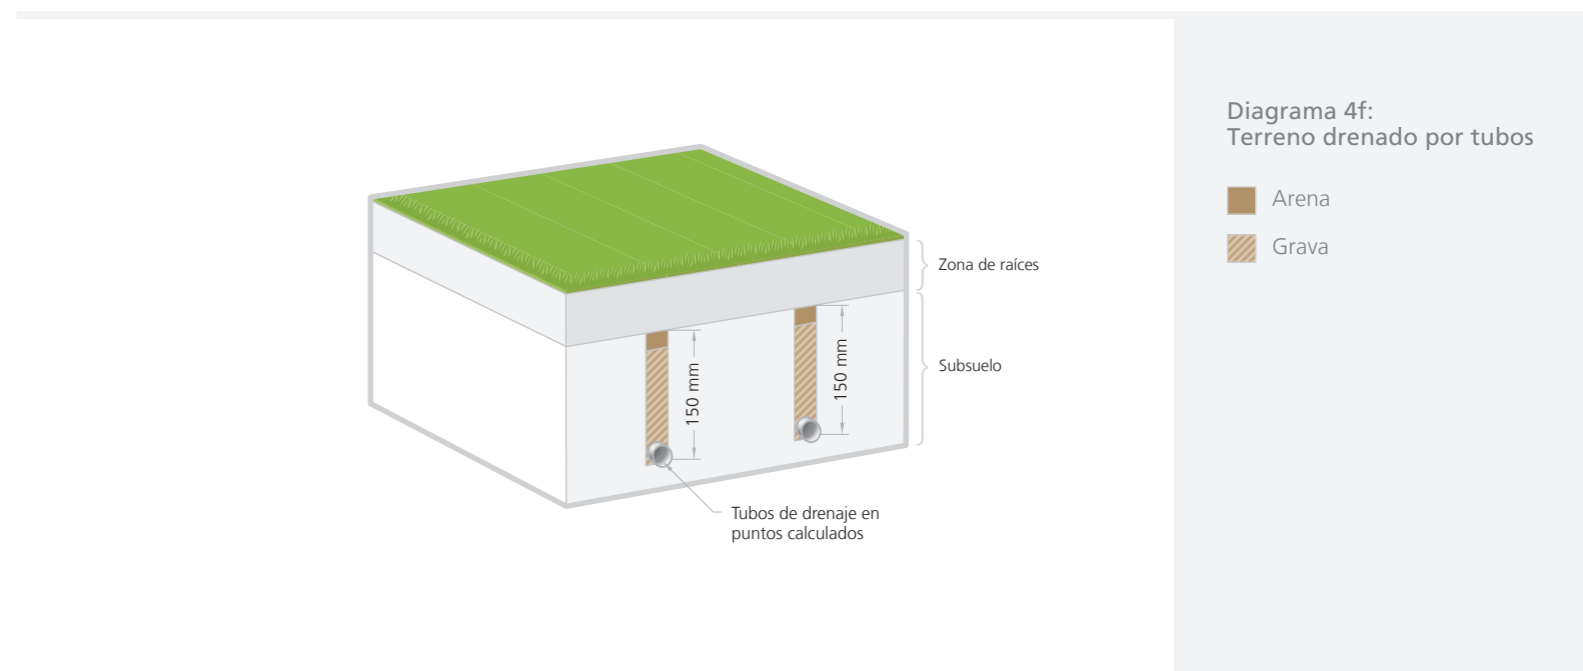 Diagrama 4f:
Terreno drenado por tubos
Arena
Grava
Zona de raíces
Subsuelo
150 mm
150 mm
Tubos de drenaje en
puntos calculados